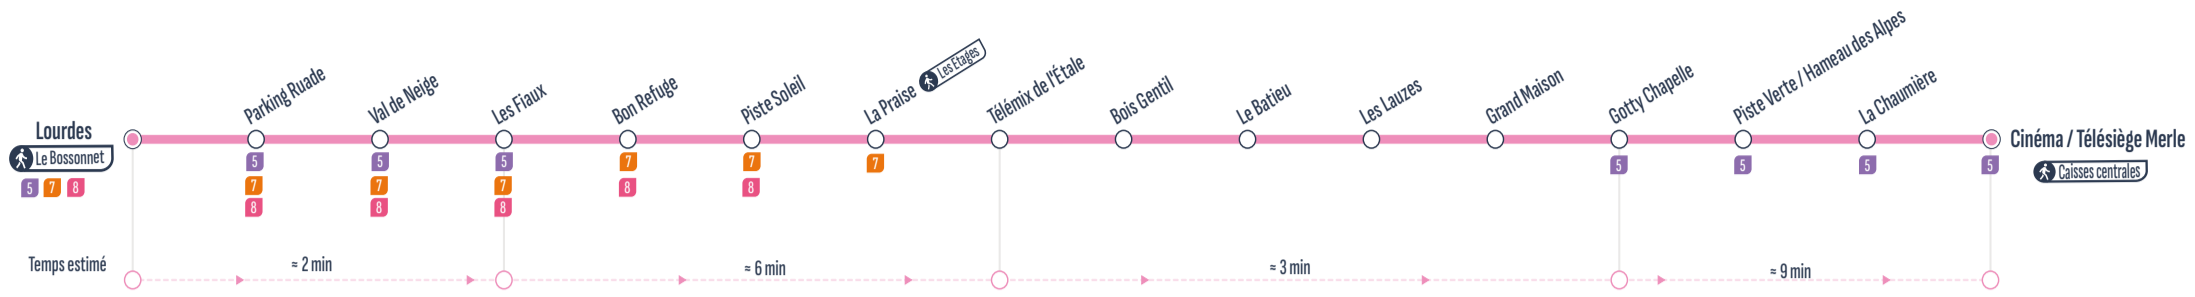 Lourdes
Le Bossonnet
5 7 8
Parking Ruade
5
7
8
Val de Neige
5
7
8
Les Fiaux
5
7
8
Bon Refuge
7
8
Piste Soleil
7
8
La Praise
Les Etages
7
Télémix de l'Étale
Bois Gentil
Le Batieu
Les Lauzes
Grand Maison
Gotty Chapelle
5
Piste Verte / Hameau des Alpes
5
La Chaumière
5
Cinéma / Télésiège Merle
Caisses centrales
5
Temps estimé
≈ 2 min
≈ 6 min
≈ 3 min
≈ 9 min